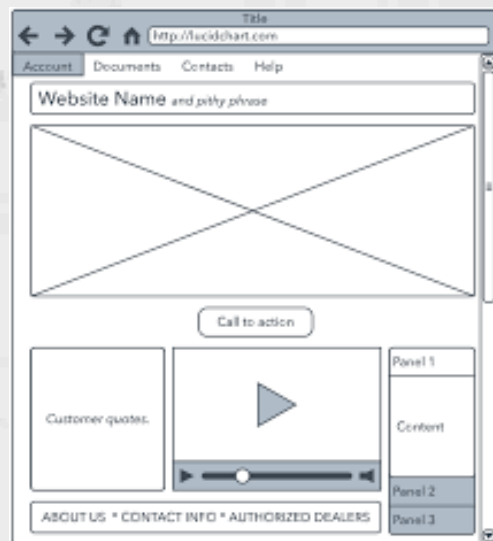 Title
http://lucidchart.com
Account Documents Contacts Help
Website Name and pithy phrase
Call to action
Customer quotes.
Panel 1
Content
Panel 2
Panel 3
ABOUT US * CONTACT INFO * AUTHORIZED DEALERS